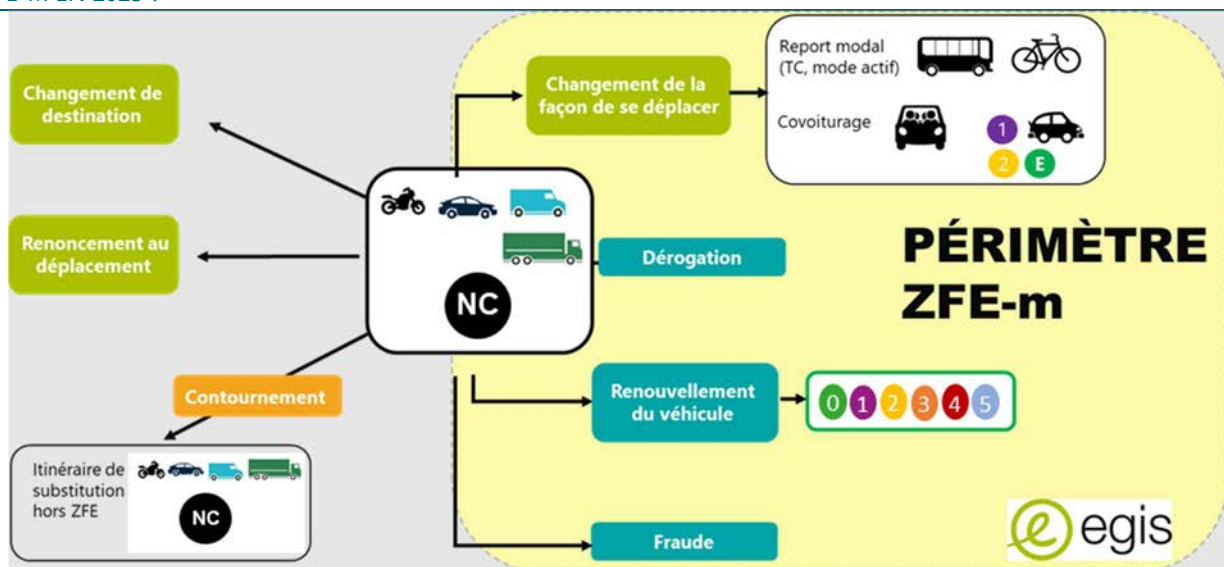 Report modal
(TC, mode actif)
Changement de la
façon de se déplacer
Changement de
destination
Covoiturage
1
2 E
Renoncement au
déplacement
Dérogation
PÉRIMÈTRE
ZFE-m
NC
Renouvellement
du véhicule
0 1 2 3 4 5
Contournement
Itinéraire de
substitution
hors ZFE
NC
Fraude
egis